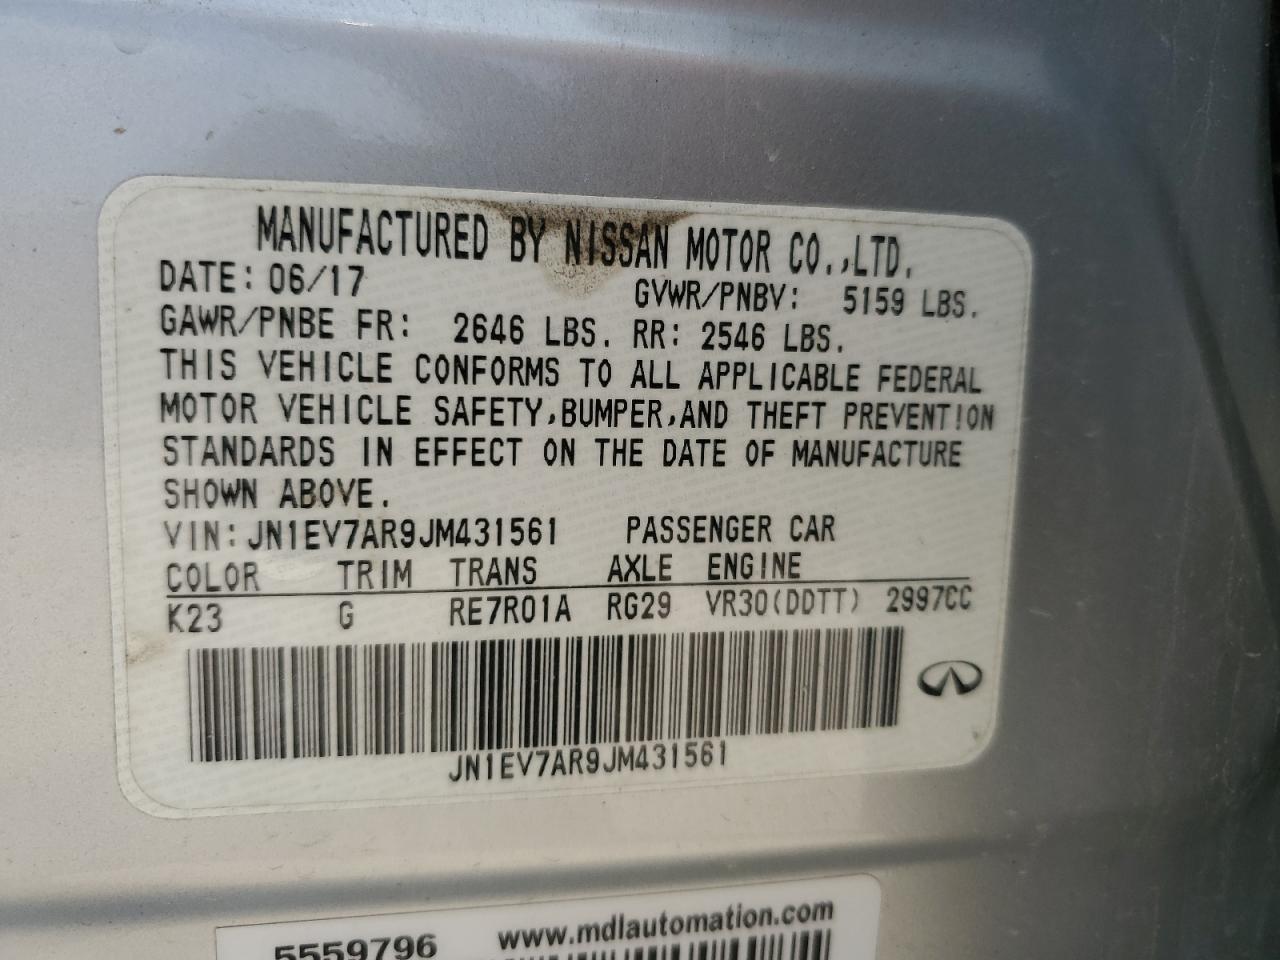 MANUFACTURED BY NISSAN MOTOR CO.,LTD.
DATE: 06/17 GVWR/PNBV: 5159 LBS.
GAWR/PNBE FR: 2646 LBS. RR: 2546 LBS.
THIS VEHICLE CONFORMS TO ALL APPLICABLE FEDERAL
MOTOR VEHICLE SAFETY,BUMPER,AND THEFT PREVENTION
STANDARDS IN EFFECT ON THE DATE OF MANUFACTURE
SHOWN ABOVE.
VIN: JN1EV7AR9JM431561 PASSENGER CAR
COLOR TRIM TRANS AXLE ENGINE
K23 G RE7R01A RG29 VR30(DDTT) 2997CC
JN1EV7AR9JM431561
5559796 www.mdlautomation.com